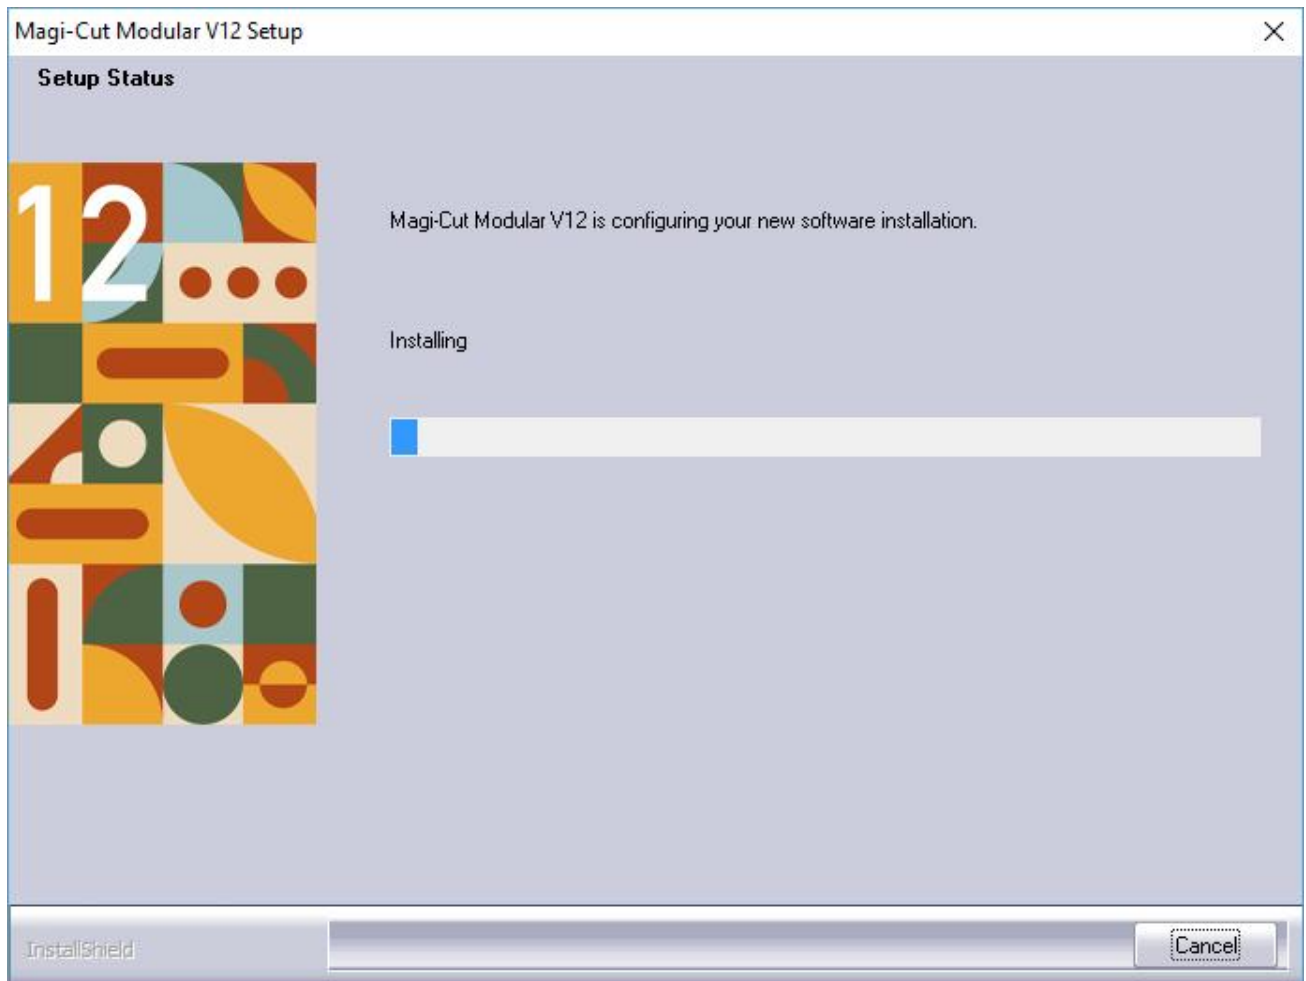 Magi-Cut Modular V12 Setup
Setup Status
12
Magi-Cut Modular V12 is configuring your new software installation.
Installing
InstallShield
Cancel